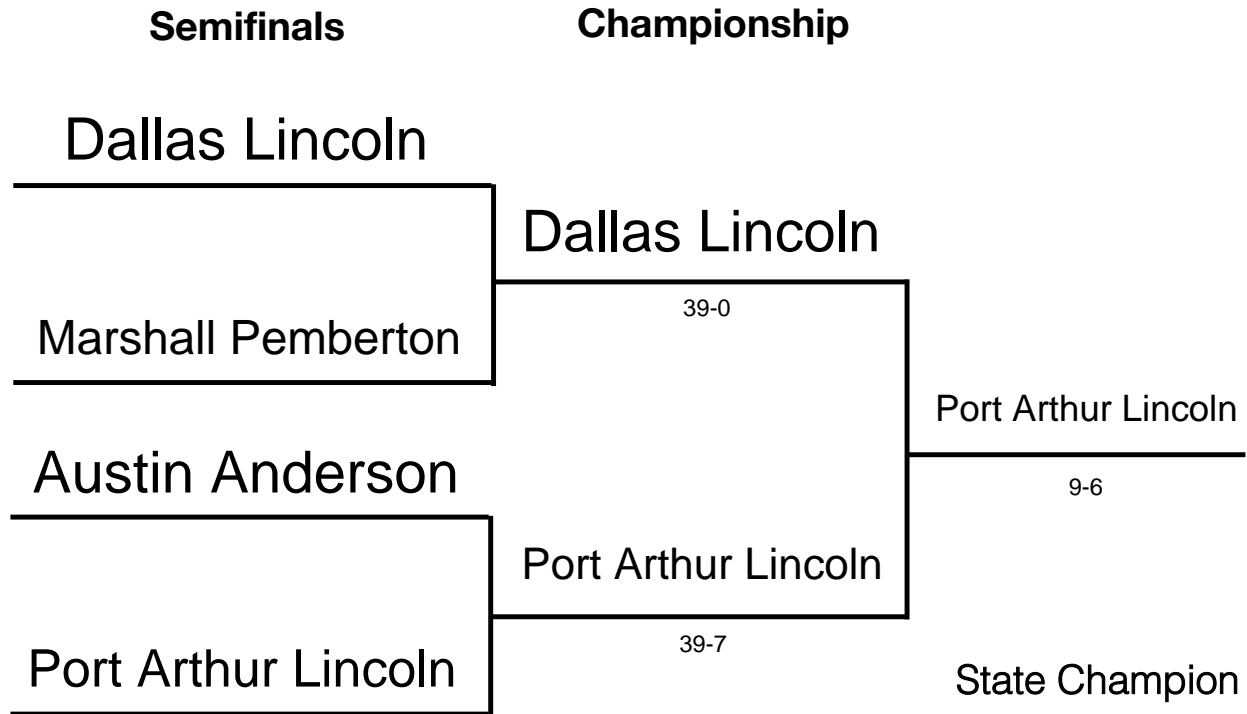 Semifinals
Championship
Dallas Lincoln
Dallas Lincoln
39-0
Marshall Pemberton
Port Arthur Lincoln
9-6
Austin Anderson
Port Arthur Lincoln
39-7
Port Arthur Lincoln
State Champion